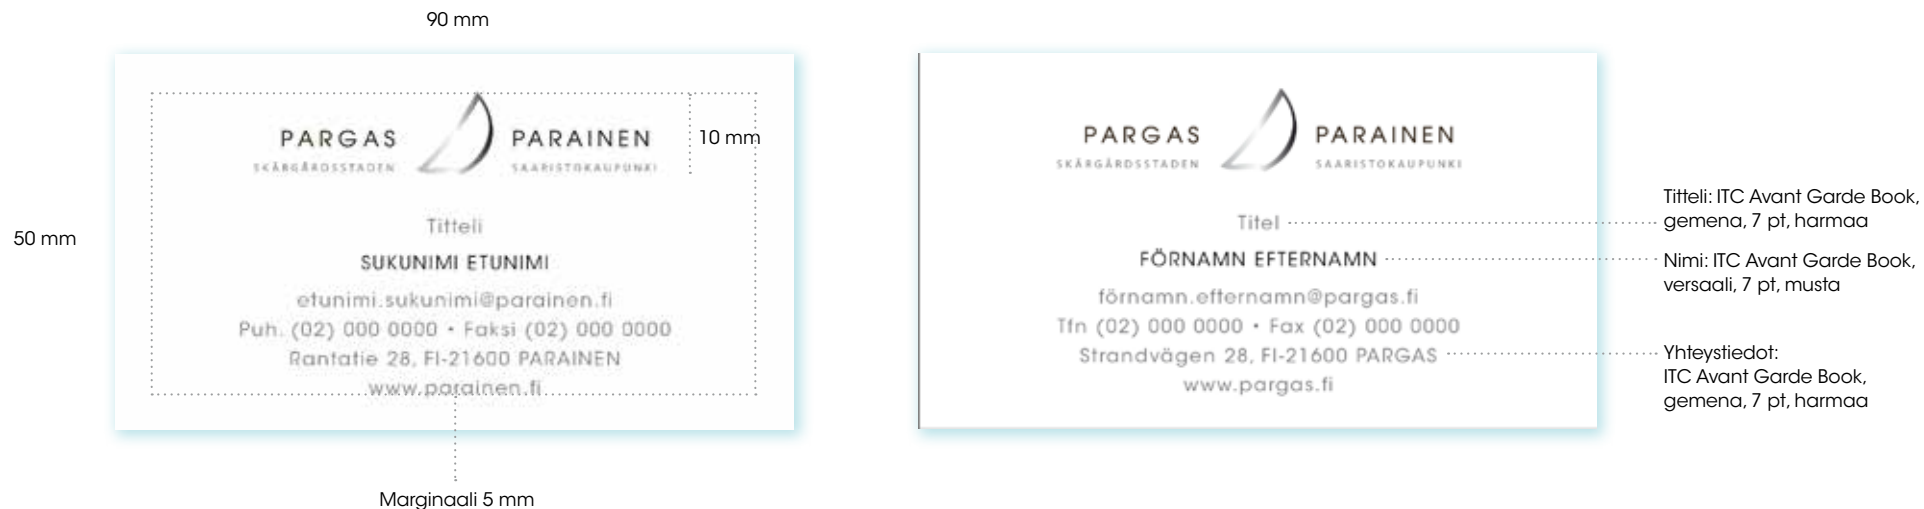 90 mm
50 mm
PARGAS PARAINEN
SKÄRGÅRDSSTADEN SAARISTOKAUPUNKI
10 mm
Titteli
SUKUNIMI ETUNIMI
etunimi.sukunimi@parainen.fi
Puh. (02) 000 0000 • Faksi (02) 000 0000
Rantatie 28, FI-21600 PARAINEN
www.parainen.fi
Marginaali 5 mm
PARGAS PARAINEN
SKÄRGÅRDSSTADEN SAARISTOKAUPUNKI
Titel
FÖRNAMN EFTERNAMN
förnamn.efternamn@pargas.fi
Tfn (02) 000 0000 • Fax (02) 000 0000
Strandvägen 28, FI-21600 PARGAS
www.pargas.fi
Titteli: ITC Avant Garde Book,
gemena, 7 pt, harmaa
Nimi: ITC Avant Garde Book,
versaali, 7 pt, musta
Yhteystiedot:
ITC Avant Garde Book,
gemena, 7 pt, harmaa